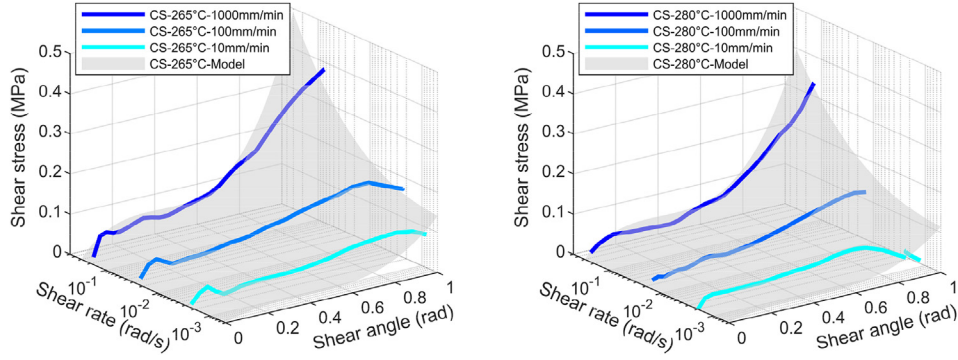 CS-265°C-1000mm/min
CS-265°C-100mm/min
CS-265°C-10mm/min
CS-265°C-Model
Shear stress (MPa)
0.5
0.4
0.3
0.2
0.1
0
10⁻¹
10⁻²
10⁻³
Shear rate (rad/s)
0
0.2
0.4
0.6
0.8
1
Shear angle (rad)
CS-280°C-1000mm/min
CS-280°C-100mm/min
CS-280°C-10mm/min
CS-280°C-Model
Shear stress (MPa)
0.5
0.4
0.3
0.2
0.1
0
10⁻¹
10⁻²
10⁻³
Shear rate (rad/s)
0
0.2
0.4
0.6
0.8
1
Shear angle (rad)